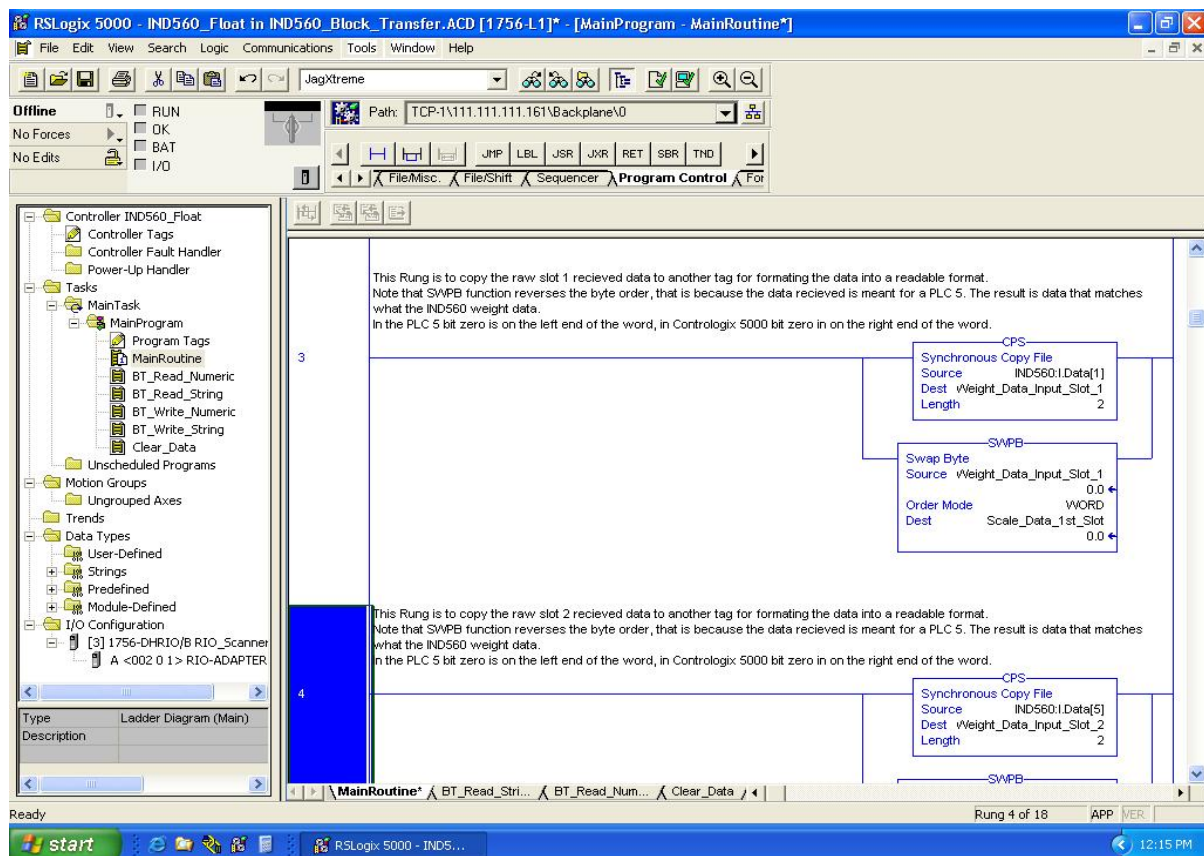 RSLogix 5000 - IND560_Float in IND560_Block_Transfer.ACD [1756-L1]* - [MainProgram - MainRoutine*]
File Edit View Search Logic Communications Tools Window Help
JagXtreme
Offline
RUN
No Forces
OK
No Edits
BAT
I/O
Path: TCP-1\111.111.111.161\Backplane\0
JMP LBL JSR JXR RET SBR TND
File/Misc. File/Shift Sequencer Program Control For
Controller IND560_Float
Controller Tags
Controller Fault Handler
Power-Up Handler
Tasks
MainTask
MainProgram
Program Tags
MainRoutine
BT_Read_Numeric
BT_Read_String
BT_Write_Numeric
BT_Write_String
Clear_Data
Unscheduled Programs
Motion Groups
Ungrouped Axes
Trends
Data Types
User-Defined
Strings
Predefined
Module-Defined
I/O Configuration
[3] 1756-DHRIO/B RIO_Scanner
A <002 0 1> RIO-ADAPTER
Type Ladder Diagram (Main)
Description
This Rung is to copy the raw slot 1 recieved data to another tag for formating the data into a readable format.
Note that SWPB function reverses the byte order, that is because the data recieved is meant for a PLC 5. The result is data that matches
what the IND560 weight data.
In the PLC 5 bit zero is on the left end of the word, in Contrologix 5000 bit zero in on the right end of the word.
3
CPS
Synchronous Copy File
Source IND560:I.Data[1]
Dest Weight_Data_Input_Slot_1
Length 2
SWPB
Swap Byte
Source Weight_Data_Input_Slot_1
0.0
Order Mode WORD
Dest Scale_Data_1st_Slot
0.0
This Rung is to copy the raw slot 2 recieved data to another tag for formating the data into a readable format.
Note that SWPB function reverses the byte order, that is because the data recieved is meant for a PLC 5. The result is data that matches
what the IND560 weight data.
In the PLC 5 bit zero is on the left end of the word, in Contrologix 5000 bit zero in on the right end of the word.
4
CPS
Synchronous Copy File
Source IND560:I.Data[5]
Dest Weight_Data_Input_Slot_2
Length 2
SWPB
MainRoutine* BT_Read_Stri... BT_Read_Num... Clear_Data
Ready
Rung 4 of 18 APP VER
start
RSLogix 5000 - IND5...
12:15 PM